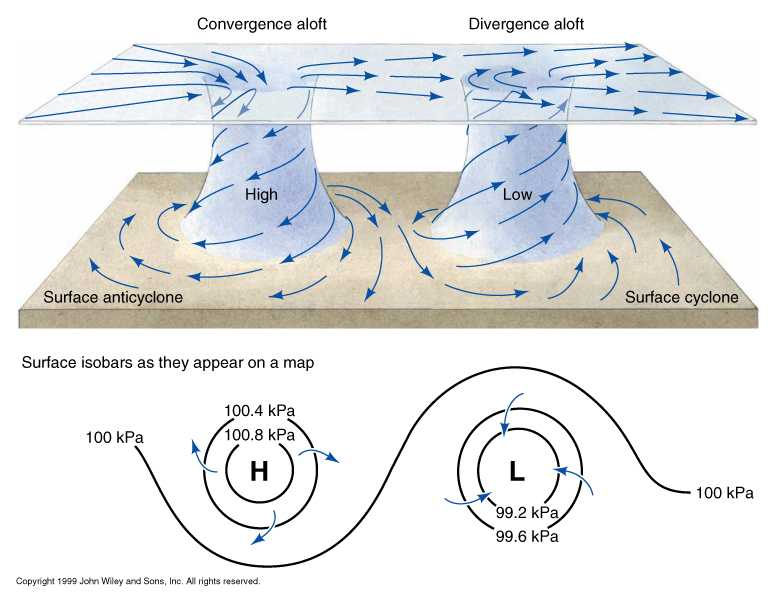 Convergence aloft
Divergence aloft
High
Low
Surface anticyclone
Surface cyclone
Surface isobars as they appear on a map
100.4 kPa
100 kPa
100.8 kPa
H
L
100 kPa
99.2 kPa
99.6 kPa
Copyright 1999 John Wiley and Sons, Inc. All rights reserved.